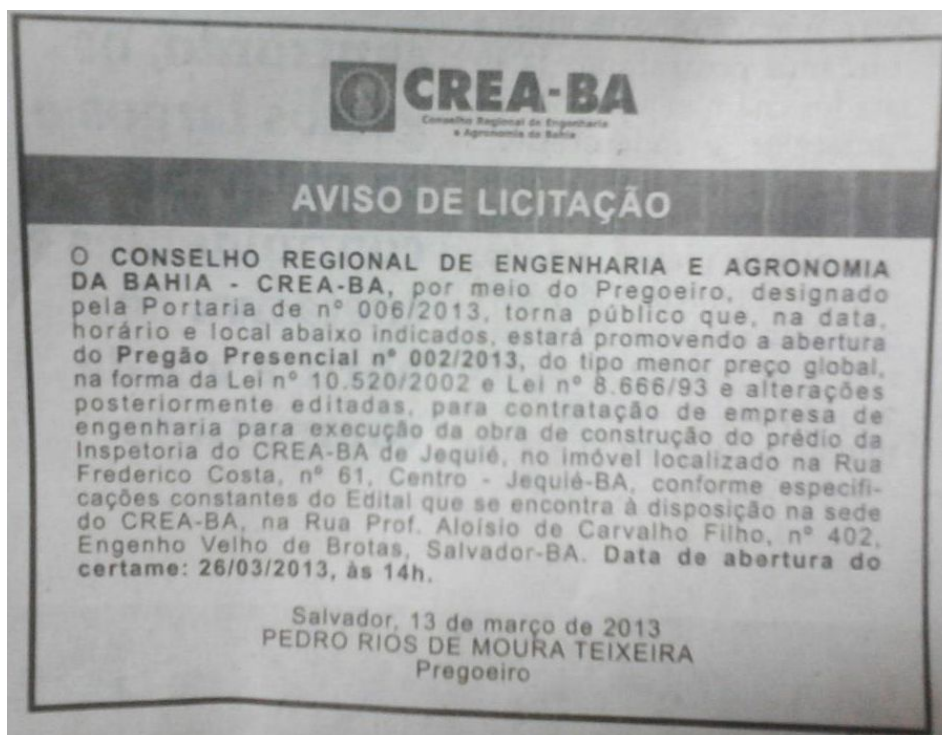 CREA-BA
Conselho Regional de Engenharia
e Agronomia da Bahia
AVISO DE LICITAÇÃO
O CONSELHO REGIONAL DE ENGENHARIA E AGRONOMIA
DA BAHIA - CREA-BA, por meio do Pregoeiro, designado
pela Portaria de nº 006/2013, torna público que, na data,
horário e local abaixo indicados, estará promovendo a abertura
do Pregão Presencial nº 002/2013, do tipo menor preço global,
na forma da Lei nº 10.520/2002 e Lei nº 8.666/93 e alterações
posteriormente editadas, para contratação de empresa de
engenharia para execução da obra de construção do prédio da
Inspetoria do CREA-BA de Jequié, no imóvel localizado na Rua
Frederico Costa, nº 61, Centro - Jequié-BA, conforme especifi-
cações constantes do Edital que se encontra à disposição na sede
do CREA-BA, na Rua Prof. Aloísio de Carvalho Filho, nº 402,
Engenho Velho de Brotas, Salvador-BA. Data de abertura do
certame: 26/03/2013, às 14h.
Salvador, 13 de março de 2013
PEDRO RIOS DE MOURA TEIXEIRA
Pregoeiro